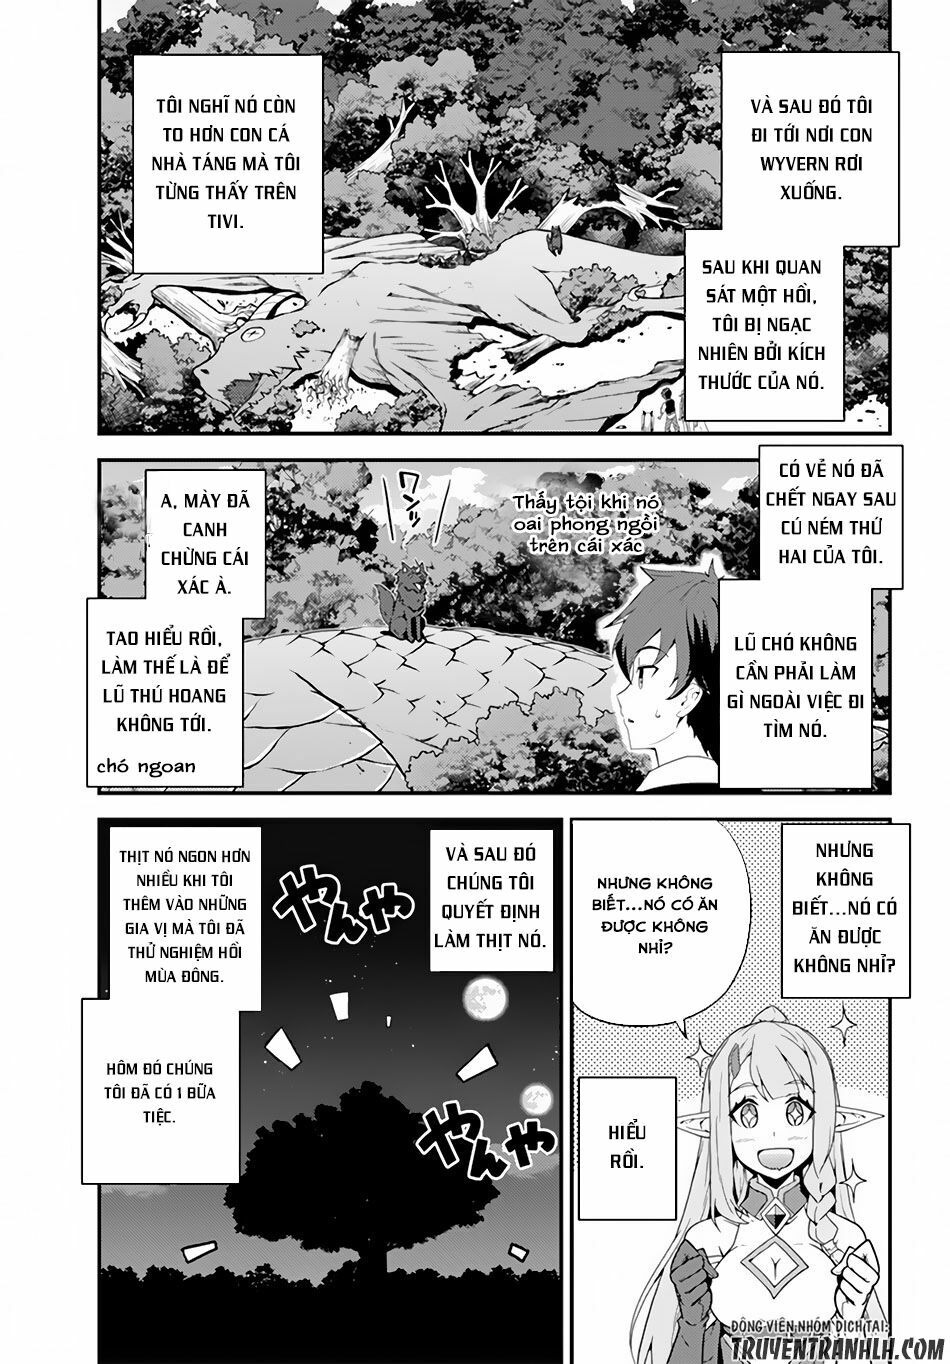 VÀ SAU ĐÓ TÔI
ĐI TỚI NƠI CON
WYVERN RƠI
XUỐNG.
SAU KHI QUAN
SÁT MỘT HỒI,
TÔI BỊ NGẠC
NHIÊN BỞI KÍCH
THƯỚC CỦA NÓ.
TÔI NGHĨ NÓ CÒN
TO HƠN CON CÁ
NHÀ TÁNG MÀ TÔI
TỪNG THẤY TRÊN
TIVI.
CÓ VẺ NÓ ĐÃ
CHẾT NGAY SAU
CÚ NÉM THỨ
HAI CỦA TÔI.
LŨ CHÓ KHÔNG
CẦN PHẢI LÀM
GÌ NGOÀI VIỆC ĐI
TÌM NÓ.
Thấy tội khi nó
oai phong ngồi
trên cái xác
ワン
A, MÀY ĐÃ
CANH
CHỪNG CÁI
XÁC À.
TAO HIỂU RỒI,
LÀM THẾ LÀ ĐỂ
LŨ THÚ HOANG
KHÔNG TỚI.
chó ngoan
NHƯNG
KHÔNG
BIẾT...NÓ CÓ
ĂN ĐƯỢC
KHÔNG NHỈ?
NHƯNG KHÔNG
BIẾT...NÓ CÓ ĂN
ĐƯỢC KHÔNG
NHỈ?
HIỂU
RỒI.
VÀ SAU ĐÓ
CHÚNG TÔI
QUYẾT ĐỊNH
LÀM THỊT NÓ.
やんや
やんや
THỊT NÓ NGON HƠN
NHIỀU KHI TÔI
THÊM VÀO NHỮNG
GIA VỊ MÀ TÔI ĐÃ
THỬ NGHIỆM HỒI
MÙA ĐÔNG.
HÔM ĐÓ CHÚNG
TÔI ĐÃ CÓ 1 BỮA
TIỆC.
ĐỘNG VIÊN NHÓM DỊCH TẠI:
TRUYENTRANHLH.COM